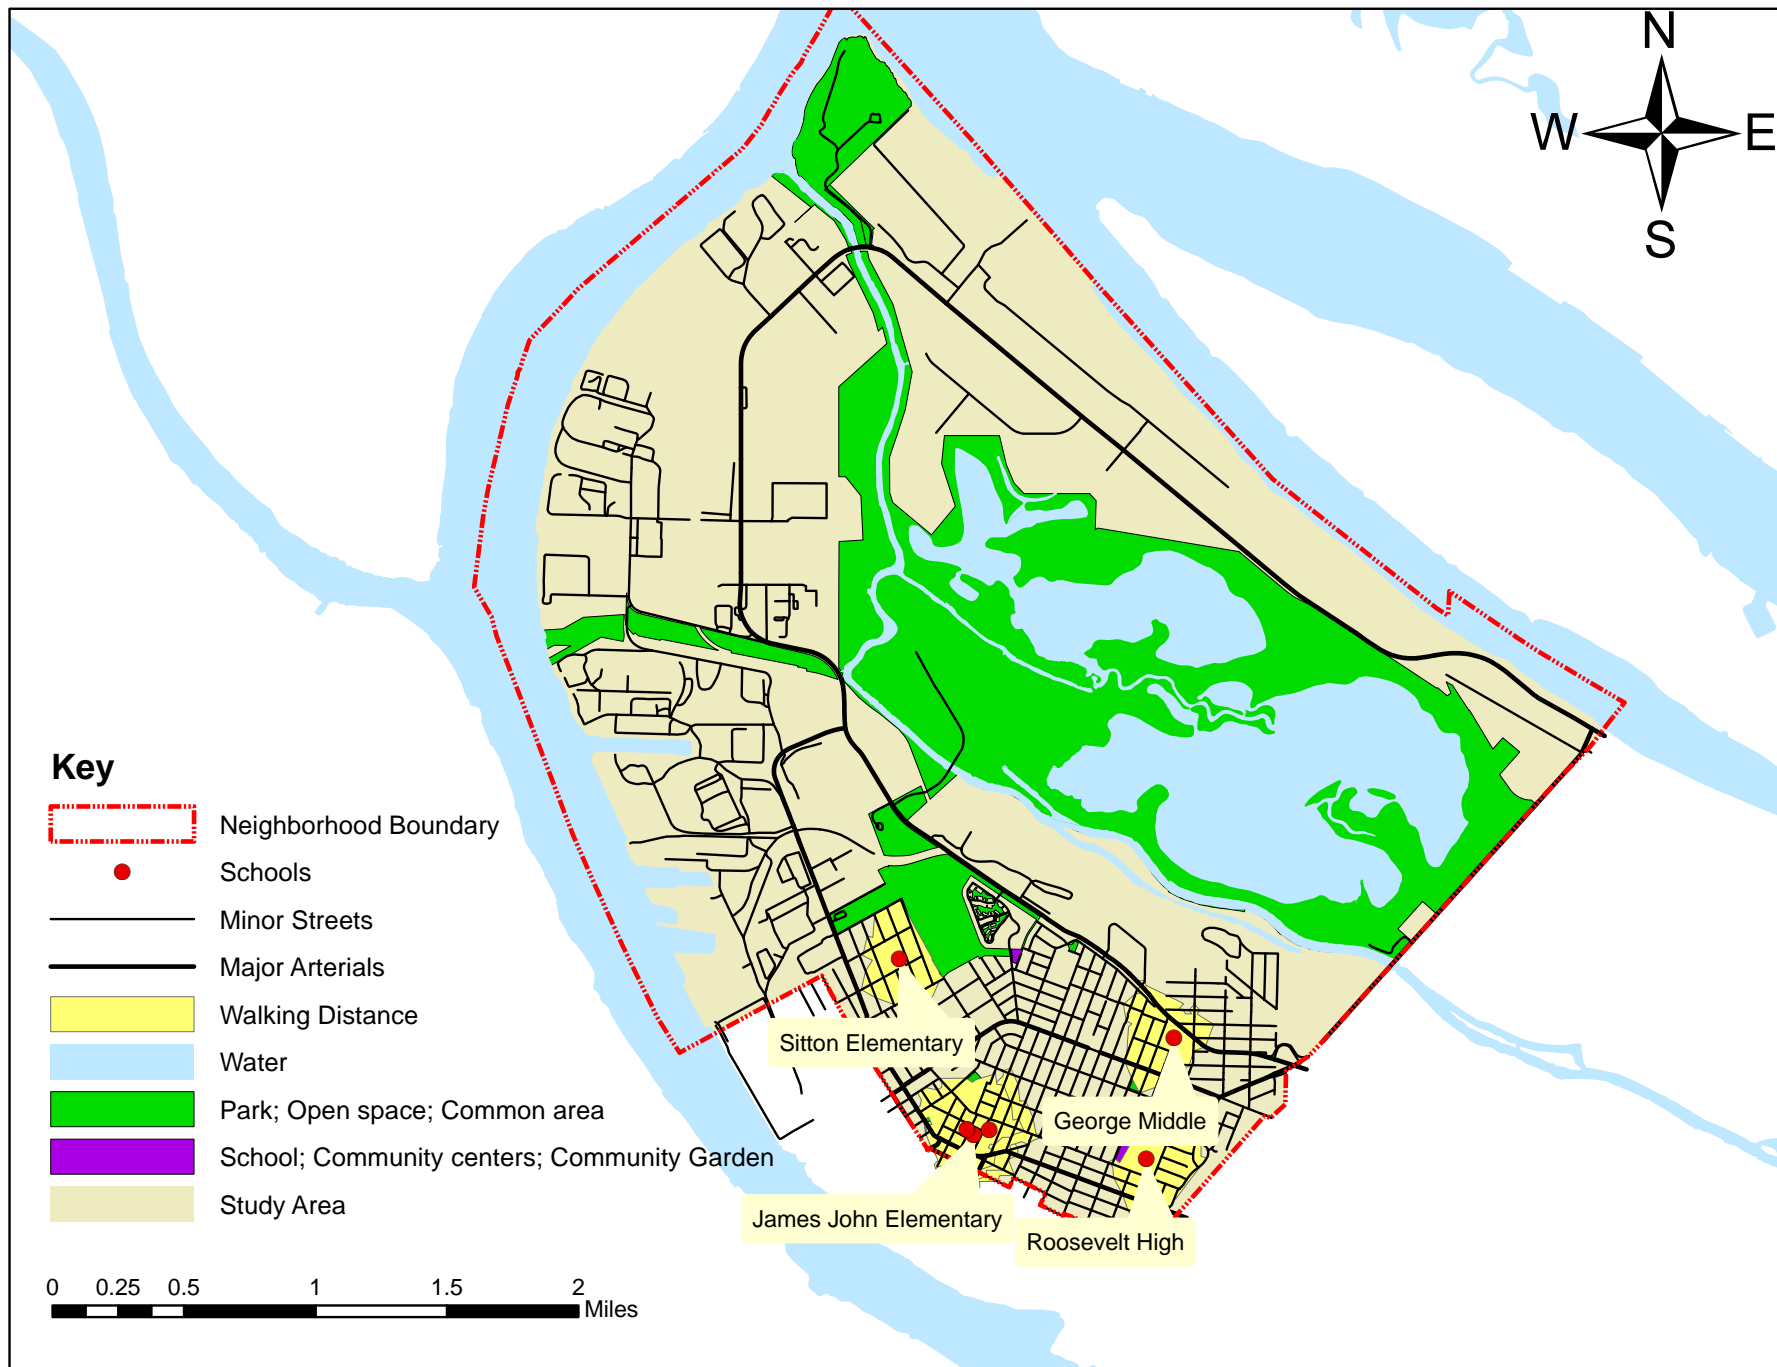 N
W E
S
Key
Neighborhood Boundary
Schools
Minor Streets
Major Arterials
Walking Distance
Water
Park; Open space; Common area
School; Community centers; Community Garden
Study Area
Sitton Elementary
George Middle
James John Elementary
Roosevelt High
0 0.25 0.5 1 1.5 2
Miles